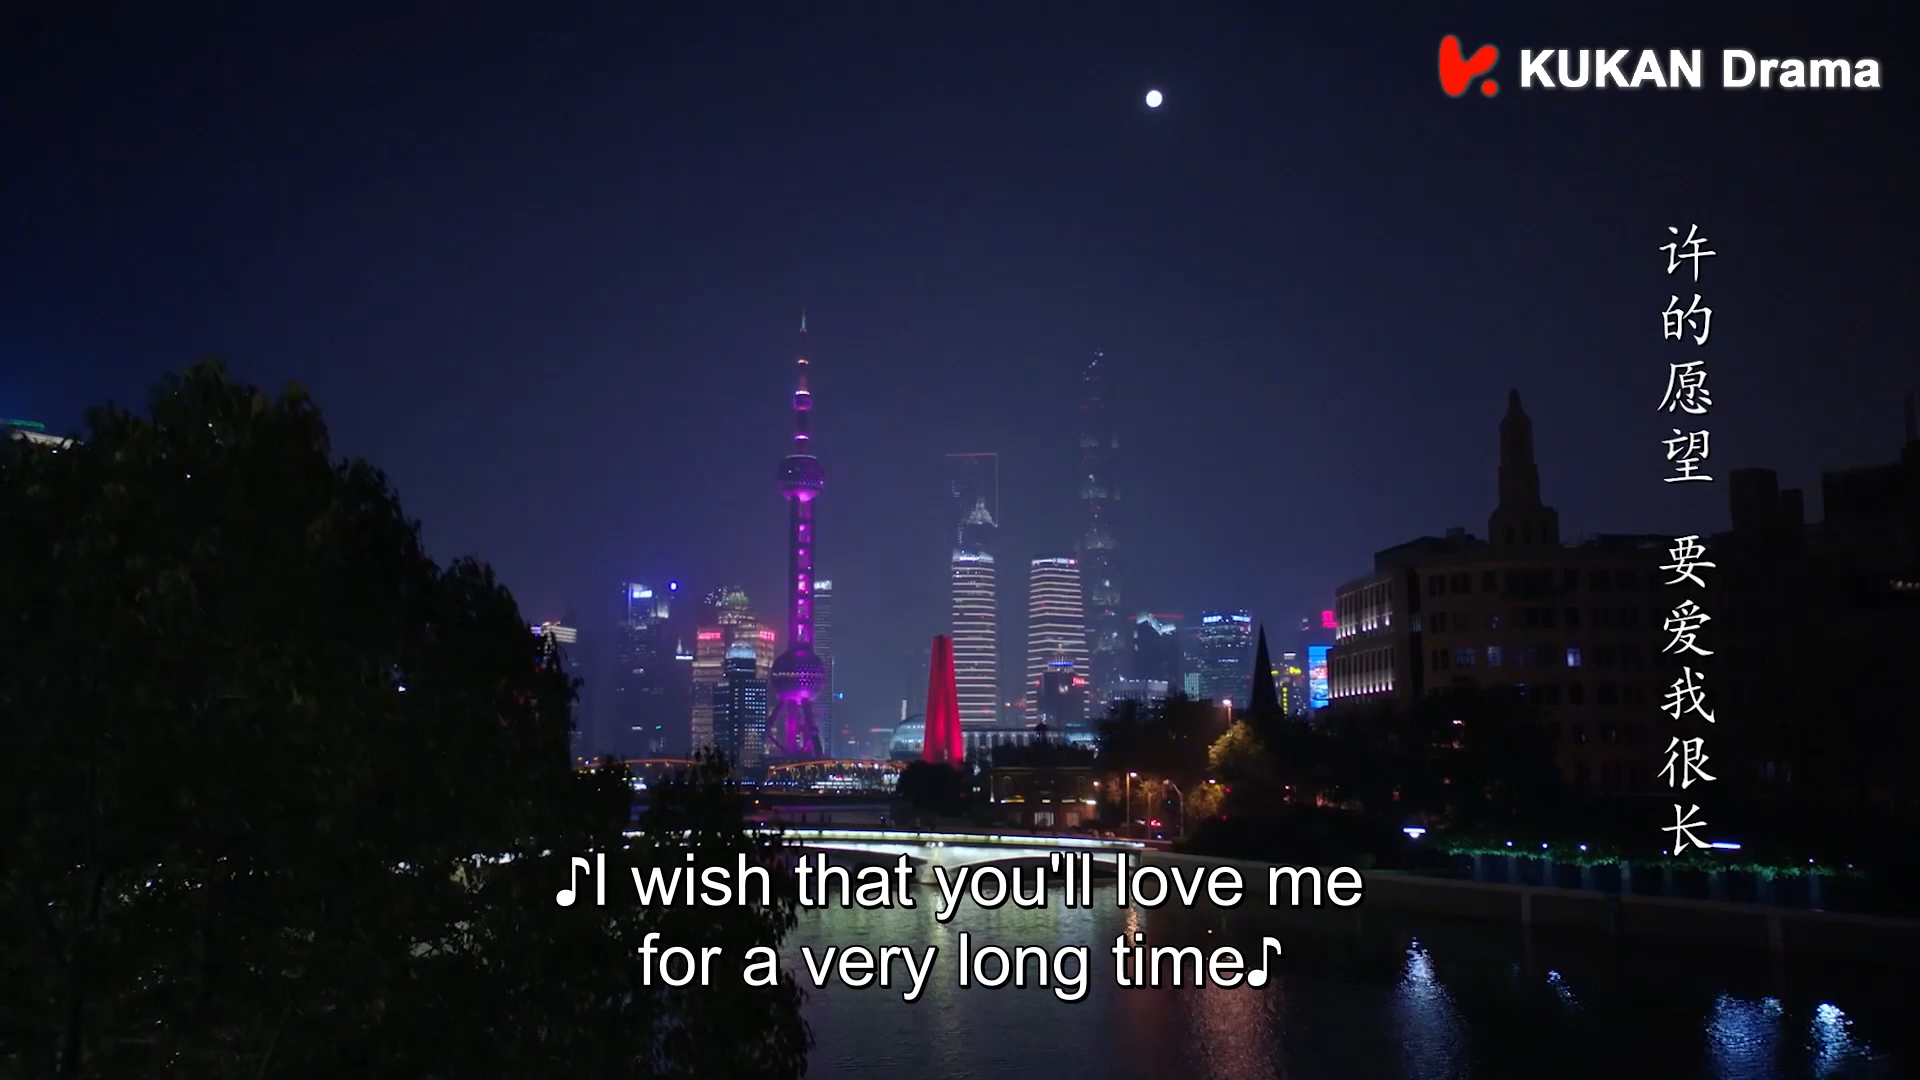 KUKAN Drama
许的愿望 要爱我很长
♪I wish that you'll love me
for a very long time♪